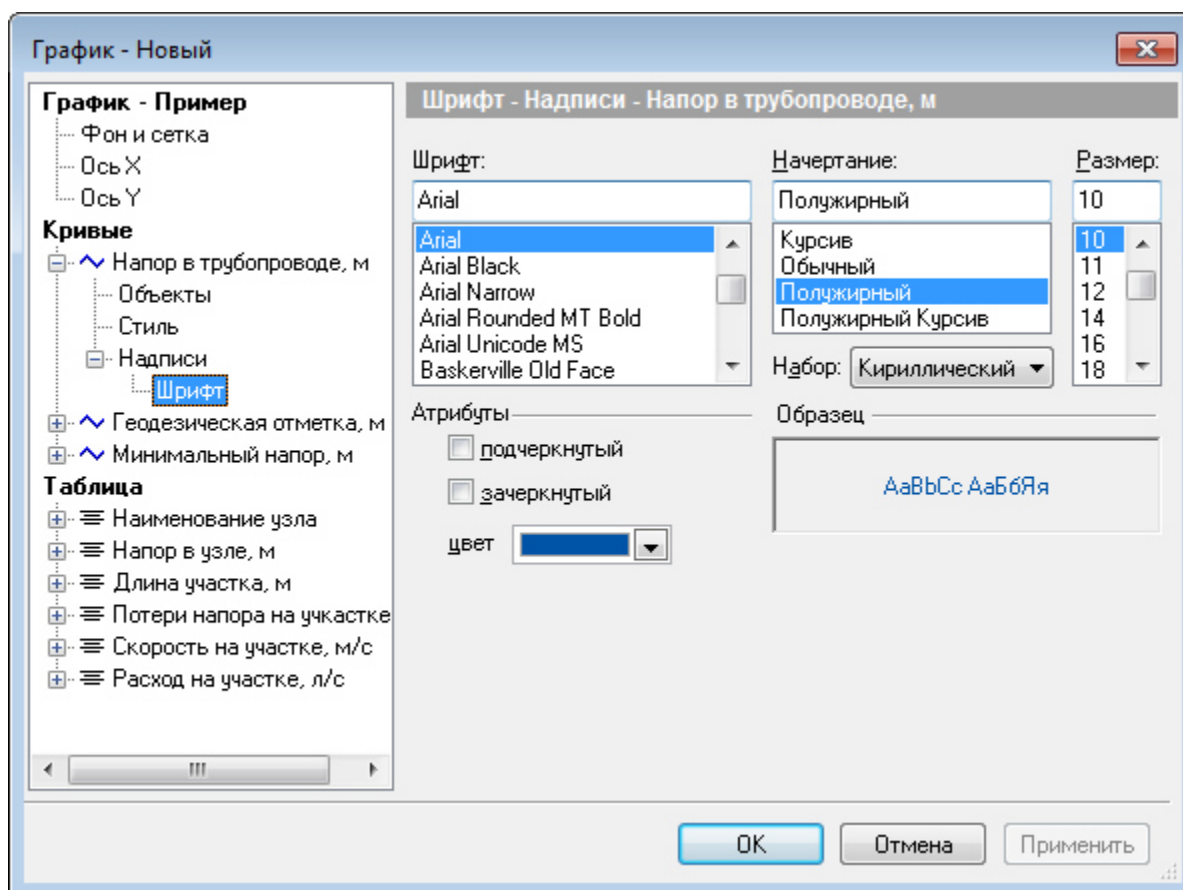 График - Новый
График - Пример
Фон и сетка
Ось X
Ось Y
Кривые
Напор в трубопроводе, м
Объекты
Стиль
Надписи
Шрифт
Геодезическая отметка, м
Минимальный напор, м
Таблица
Наименование узла
Напор в узле, м
Длина участка, м
Потери напора на учкастке
Скорость на участке, м/с
Расход на участке, л/с
Шрифт - Надписи - Напор в трубопроводе, м
Шрифт:
Arial
Arial
Arial Black
Arial Narrow
Arial Rounded MT Bold
Arial Unicode MS
Baskerville Old Face
Начертание:
Полужирный
Курсив
Обычный
Полужирный
Полужирный Курсив
Размер:
10
10
11
12
14
16
18
Набор: Кириллический
Атрибуты
подчеркнутый
зачеркнутый
цвет
Образец
AaBbCc АаБбЯя
OK Отмена Применить